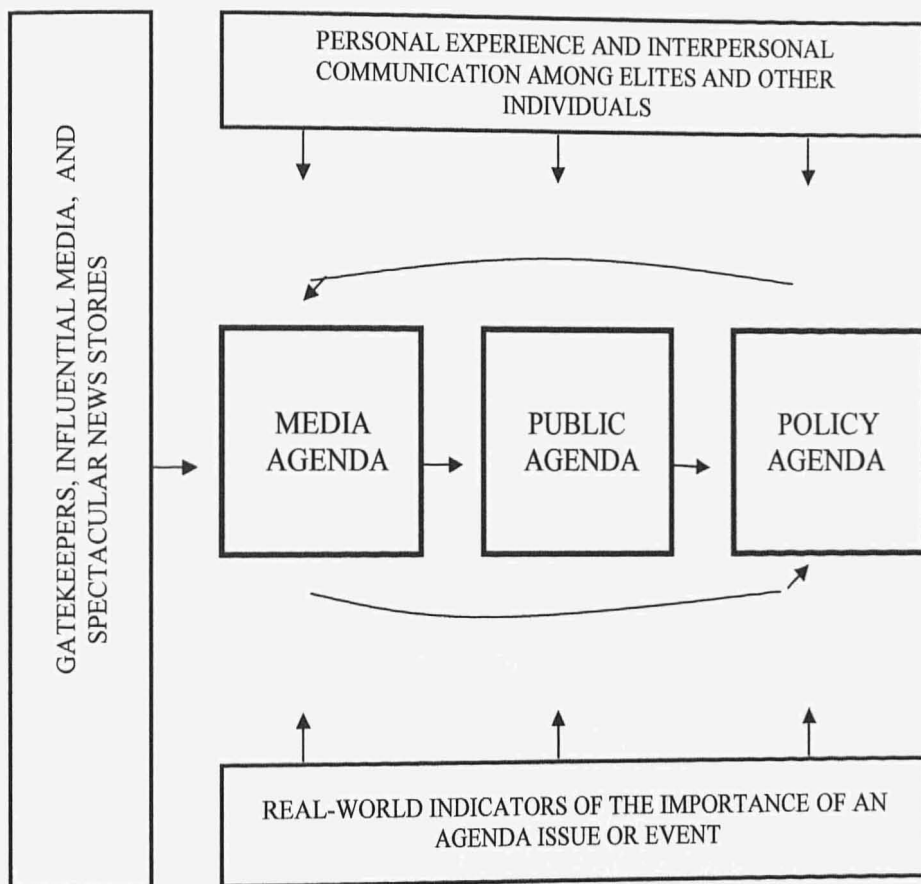 PERSONAL EXPERIENCE AND INTERPERSONAL
COMMUNICATION AMONG ELITES AND OTHER
INDIVIDUALS
GATEKEEPERS, INFLUENTIAL MEDIA, AND
SPECTACULAR NEWS STORIES
MEDIA
AGENDA
PUBLIC
AGENDA
POLICY
AGENDA
REAL-WORLD INDICATORS OF THE IMPORTANCE OF AN
AGENDA ISSUE OR EVENT